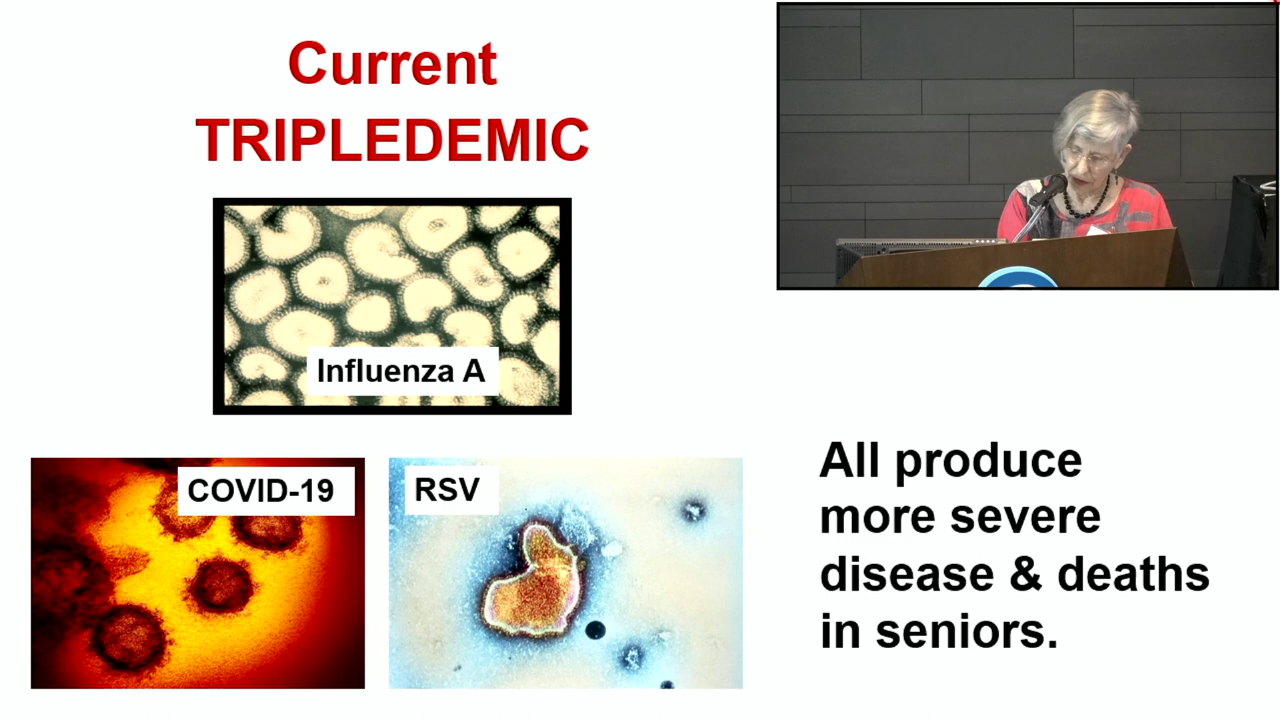 Current
TRIPLEDEMIC
Influenza A
COVID-19
RSV
All produce
more severe
disease & deaths
in seniors.